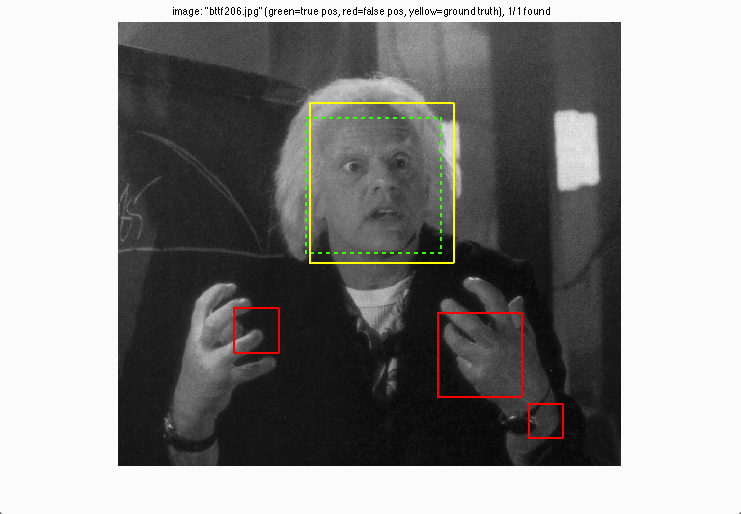 image: "bttf206.jpg" (green=true pos, red=false pos, yellow=ground truth), 1/1 found